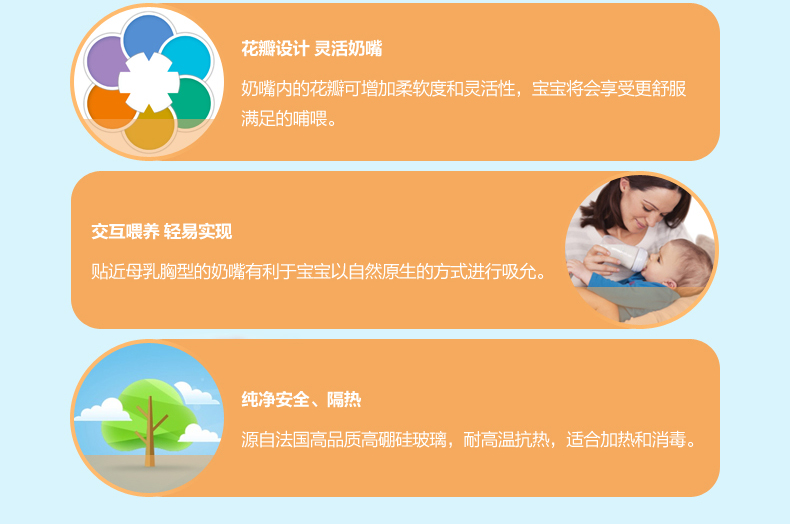 花瓣设计 灵活奶嘴
奶嘴内的花瓣可增加柔软度和灵活性，宝宝将会享受更舒服
满足的哺喂。
交互喂养 轻易实现
贴近母乳胸型的奶嘴有利于宝宝以自然原生的方式进行吸允。
纯净安全、隔热
源自法国高品质高硼硅玻璃，耐高温抗热，适合加热和消毒。